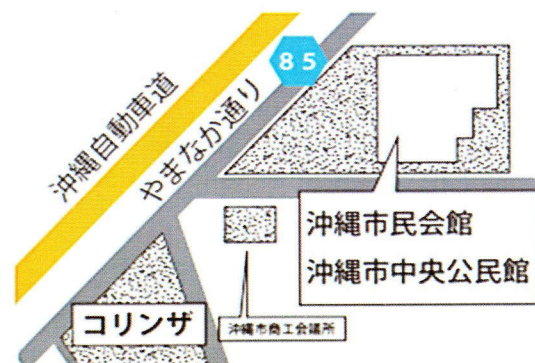 85
沖縄自動車道
やまなか通り
沖縄市民会館
沖縄市中央公民館
コリンザ
沖縄市商工会議所